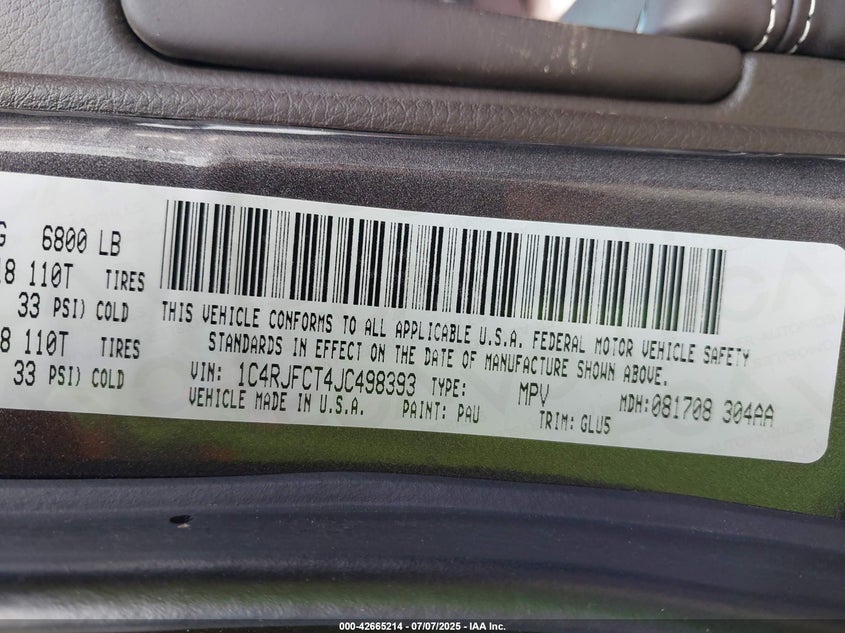 G 6800 LB
18 110T TIRES
33 PSI) COLD
8 110T TIRES
33 PSI) COLD
THIS VEHICLE CONFORMS TO ALL APPLICABLE U.S.A. FEDERAL MOTOR VEHICLE SAFETY
STANDARDS IN EFFECT ON THE DATE OF MANUFACTURE SHOWN ABOVE.
VIN: 1C4RJFCT4JC498393 TYPE: MPV MDH:081708 304AA
VEHICLE MADE IN U.S.A. PAINT: PAU TRIM: GLU5
000-42665214 - 07/07/2025 - IAA Inc.